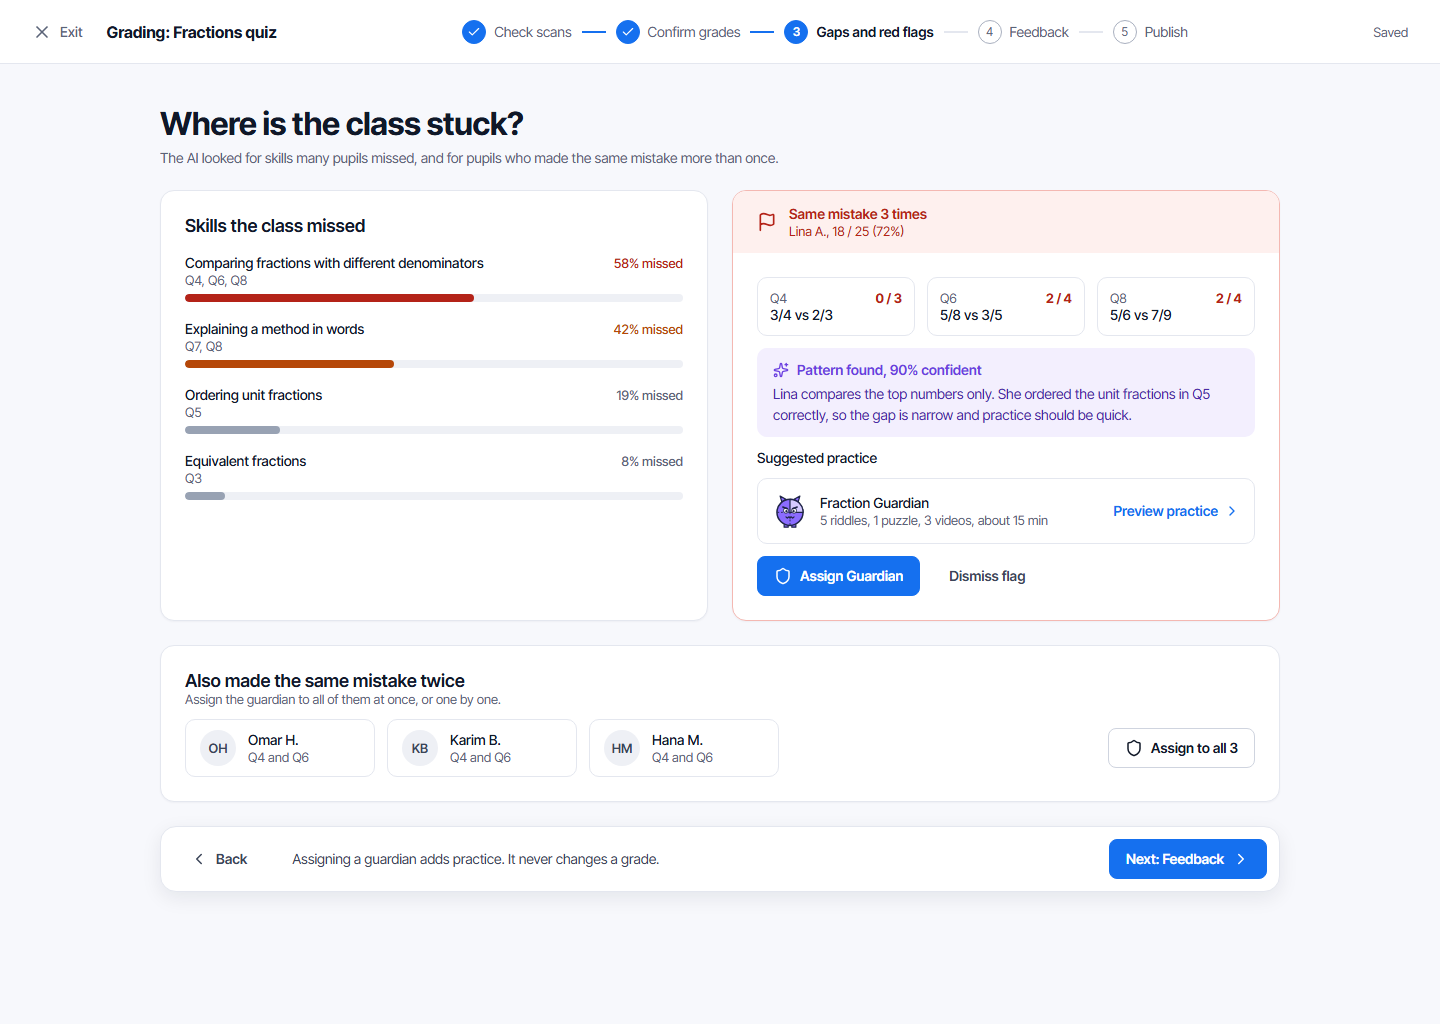 Exit
Grading: Fractions quiz
Check scans
Confirm grades
3 Gaps and red flags
4 Feedback
5 Publish
Saved
Where is the class stuck?
The AI looked for skills many pupils missed, and for pupils who made the same mistake more than once.
Skills the class missed
Comparing fractions with different denominators 58% missed
Q4, Q6, Q8
Explaining a method in words 42% missed
Q7, Q8
Ordering unit fractions 19% missed
Q5
Equivalent fractions 8% missed
Q3
Same mistake 3 times
Lina A., 18 / 25 (72%)
Q4 0 / 3
3/4 vs 2/3
Q6 2 / 4
5/8 vs 3/5
Q8 2 / 4
5/6 vs 7/9
Pattern found, 90% confident
Lina compares the top numbers only. She ordered the unit fractions in Q5
correctly, so the gap is narrow and practice should be quick.
Suggested practice
Fraction Guardian
5 riddles, 1 puzzle, 3 videos, about 15 min
Preview practice
Assign Guardian
Dismiss flag
Also made the same mistake twice
Assign the guardian to all of them at once, or one by one.
OH Omar H.
Q4 and Q6
KB Karim B.
Q4 and Q6
HM Hana M.
Q4 and Q6
Assign to all 3
Back
Assigning a guardian adds practice. It never changes a grade.
Next: Feedback